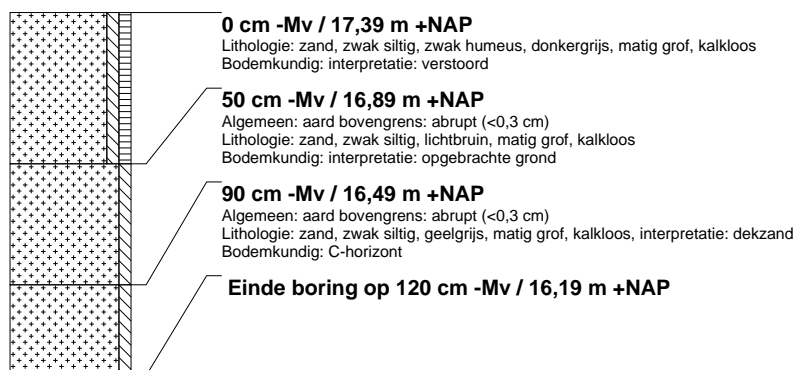 0 cm -Mv / 17,39 m +NAP
Lithologie: zand, zwak siltig, zwak humeus, donkergrijs, matig grof, kalkloos
Bodemkundig: interpretatie: verstoord
50 cm -Mv / 16,89 m +NAP
Algemeen: aard bovengrens: abrupt (<0,3 cm)
Lithologie: zand, zwak siltig, lichtbruin, matig grof, kalkloos
Bodemkundig: interpretatie: opgebrachte grond
90 cm -Mv / 16,49 m +NAP
Algemeen: aard bovengrens: abrupt (<0,3 cm)
Lithologie: zand, zwak siltig, geelgrijs, matig grof, kalkloos, interpretatie: dekzand
Bodemkundig: C-horizont
Einde boring op 120 cm -Mv / 16,19 m +NAP